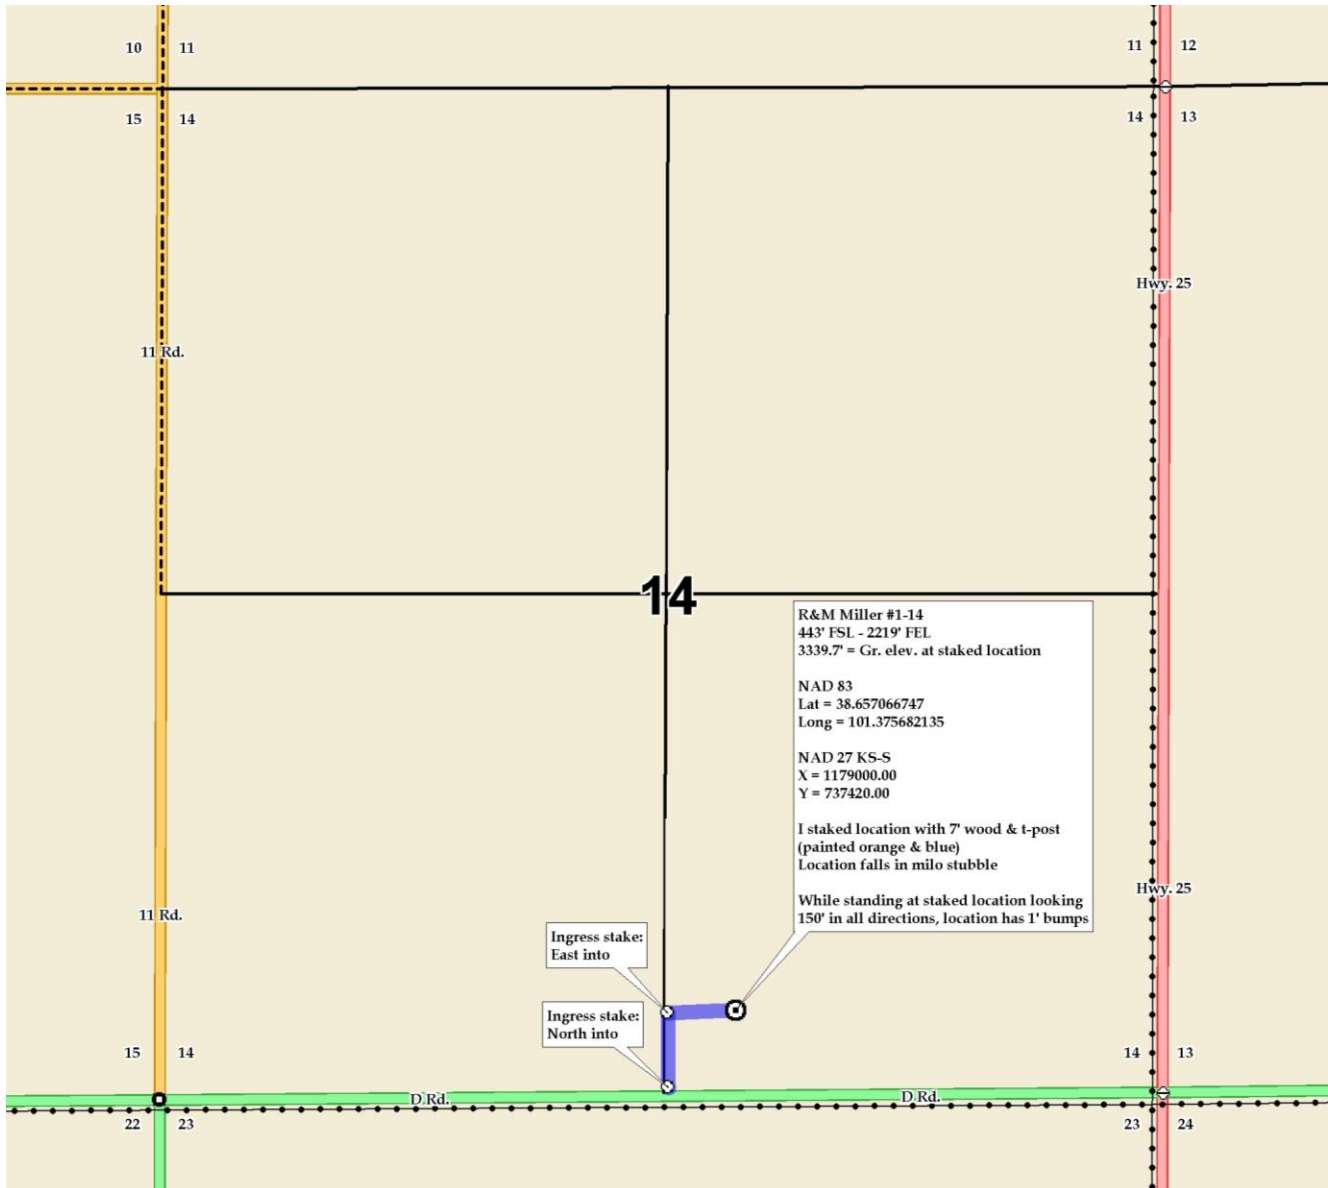 10 11
11 12
15 14
14 13
Hwy. 25
11 Rd.
14
R&M Miller #1-14
443' FSL - 2219' FEL
3339.7' = Gr. elev. at staked location
NAD 83
Lat = 38.657066747
Long = 101.375682135
NAD 27 KS-S
X = 1179000.00
Y = 737420.00
I staked location with 7' wood & t-post
(painted orange & blue)
Location falls in milo stubble
While standing at staked location looking
150' in all directions, location has 1' bumps
Hwy. 25
11 Rd.
Ingress stake:
East into
Ingress stake:
North into
15 14
14 13
D Rd.
D Rd.
22 23
23 24